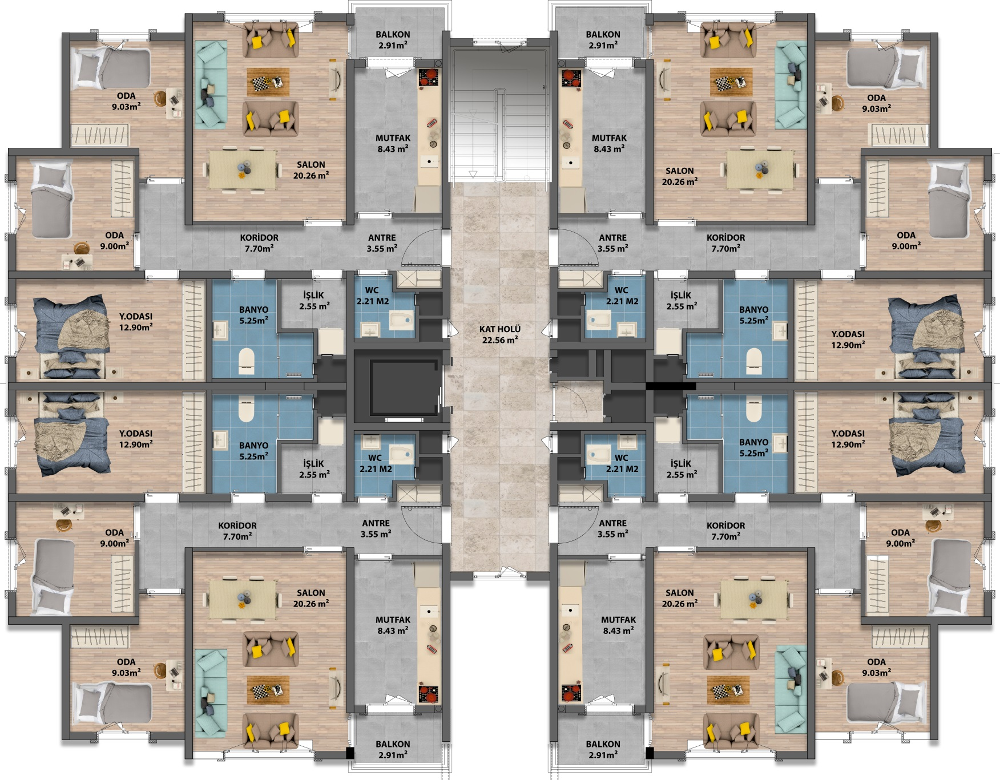 BALKON
2.91m²
BALKON
2.91m²
ODA
9.03m²
ODA
9.03m²
MUTFAK
8.43 m²
MUTFAK
8.43 m²
SALON
20.26 m²
SALON
20.26 m²
ODA
9.00m²
KORİDOR
7.70m²
ANTRE
3.55 m²
ANTRE
3.55 m²
KORİDOR
7.70m²
ODA
9.00m²
Y.ODASI
12.90m²
BANYO
5.25m²
İŞLİK
2.55 m²
WC
2.21 M2
KAT HOLÜ
22.56 m²
WC
2.21 M2
İŞLİK
2.55 m²
BANYO
5.25m²
Y.ODASI
12.90m²
Y.ODASI
12.90m²
BANYO
5.25m²
İŞLİK
2.55 m²
WC
2.21 M2
WC
2.21 M2
İŞLİK
2.55 m²
BANYO
5.25m²
Y.ODASI
12.90m²
ODA
9.00m²
KORİDOR
7.70m²
ANTRE
3.55 m²
ANTRE
3.55 m²
KORİDOR
7.70m²
ODA
9.00m²
SALON
20.26 m²
SALON
20.26 m²
MUTFAK
8.43 m²
MUTFAK
8.43 m²
ODA
9.03m²
ODA
9.03m²
BALKON
2.91m²
BALKON
2.91m²